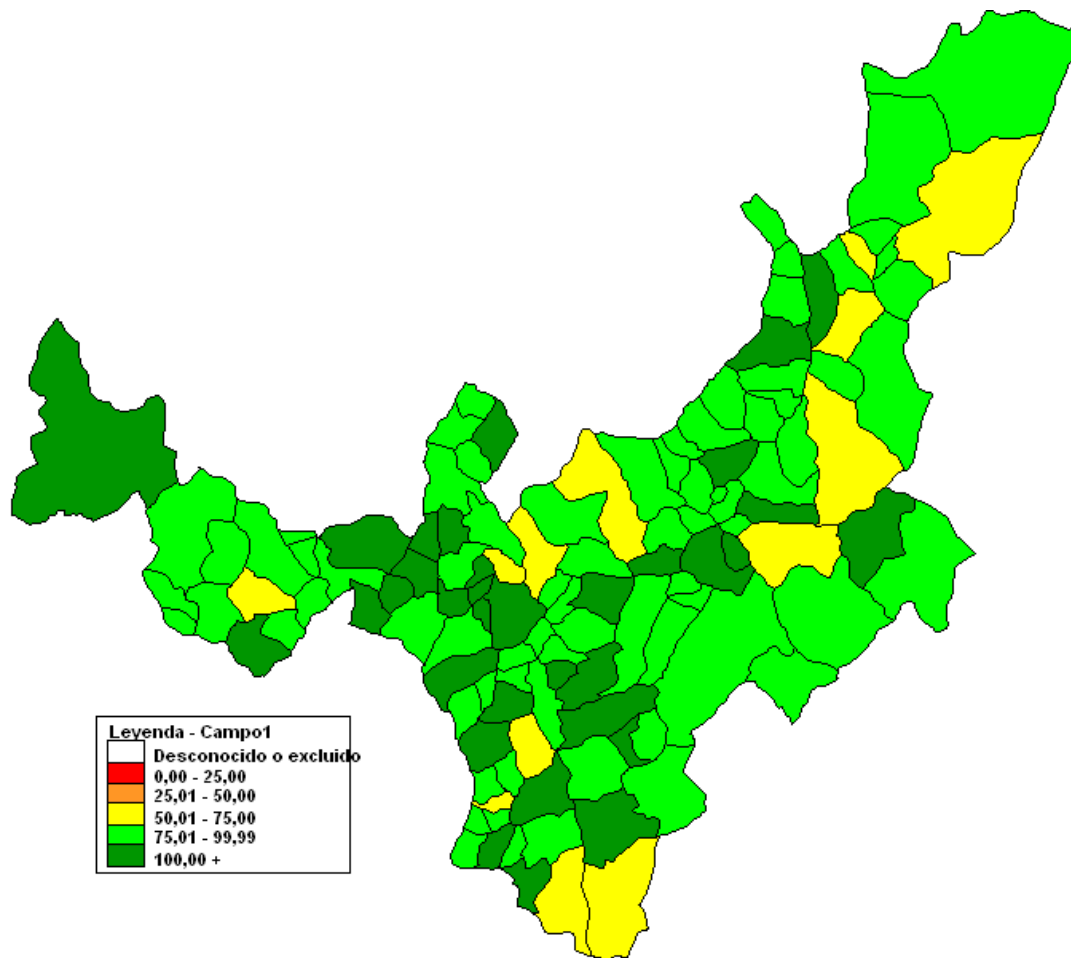 Leyenda - Campo1
Desconocido o excluido
0,00 - 25,00
25,01 - 50,00
50,01 - 75,00
75,01 - 99,99
100,00 +